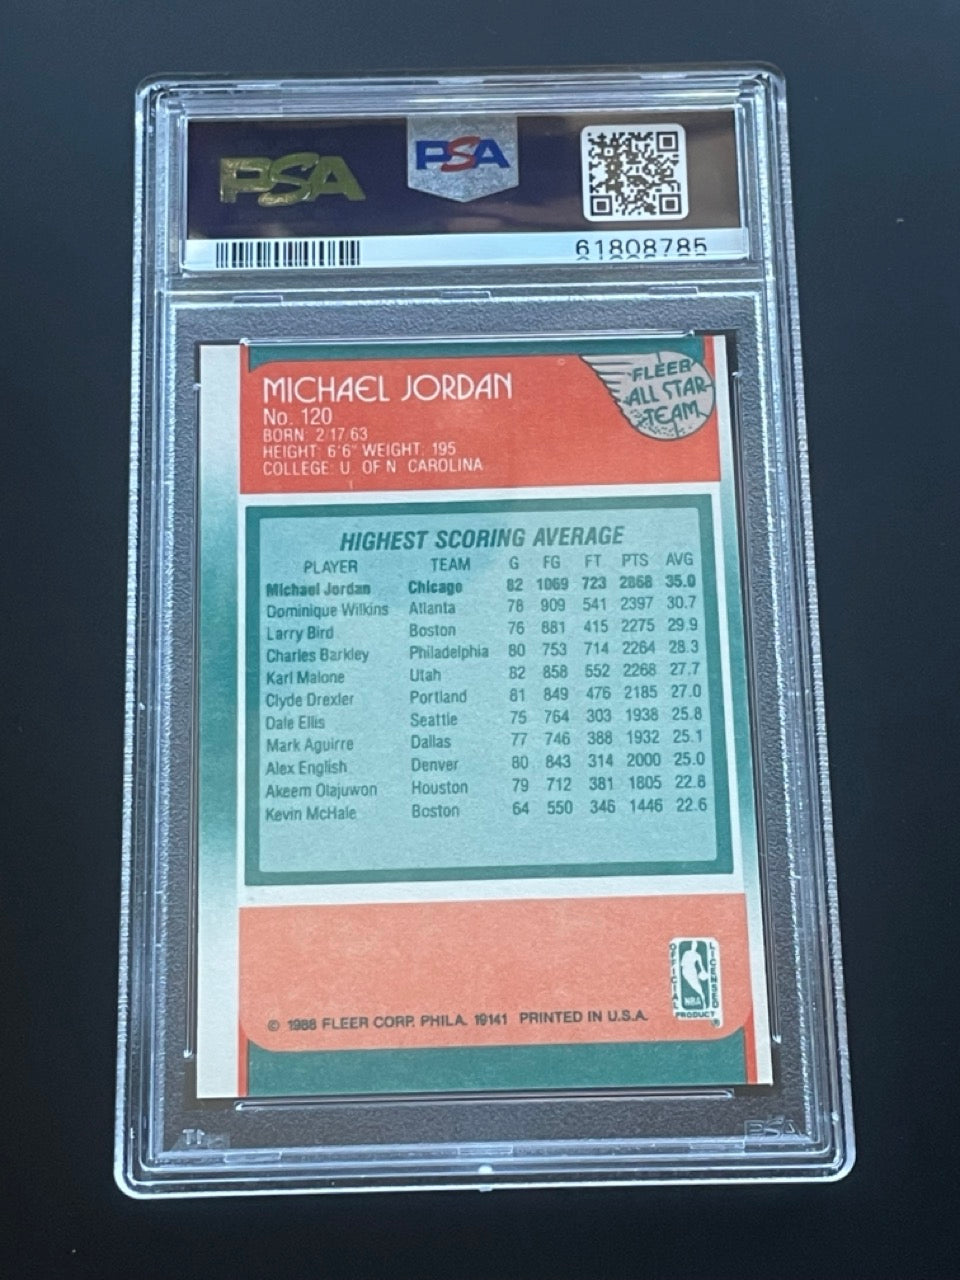 PSA PSA
61808785
MICHAEL JORDAN
No. 120
BORN: 2 17 63
HEIGHT: 6'6" WEIGHT: 195
COLLEGE: U. OF N CAROLINA
FLEER
ALL STAR
TEAM
HIGHEST SCORING AVERAGE
PLAYER TEAM G FG FT PTS AVG
Michael Jordan Chicago 82 1069 723 2868 35.0
Dominique Wilkins Atlanta 78 909 541 2397 30.7
Larry Bird Boston 76 881 415 2275 29.9
Charles Barkley Philadelphia 80 753 714 2264 28.3
Karl Malone Utah 82 858 552 2268 27.7
Clyde Drexler Portland 81 849 476 2185 27.0
Dale Ellis Seattle 75 764 303 1938 25.8
Mark Aguirre Dallas 77 746 388 1932 25.1
Alex English Denver 80 843 314 2000 25.0
Akeem Olajuwon Houston 79 712 381 1805 22.8
Kevin McHale Boston 64 550 346 1446 22.6
OFFICIAL LICENSED
NBA
PRODUCT ®
© 1988 FLEER CORP. PHILA. 19141 PRINTED IN U.S.A.
PSA